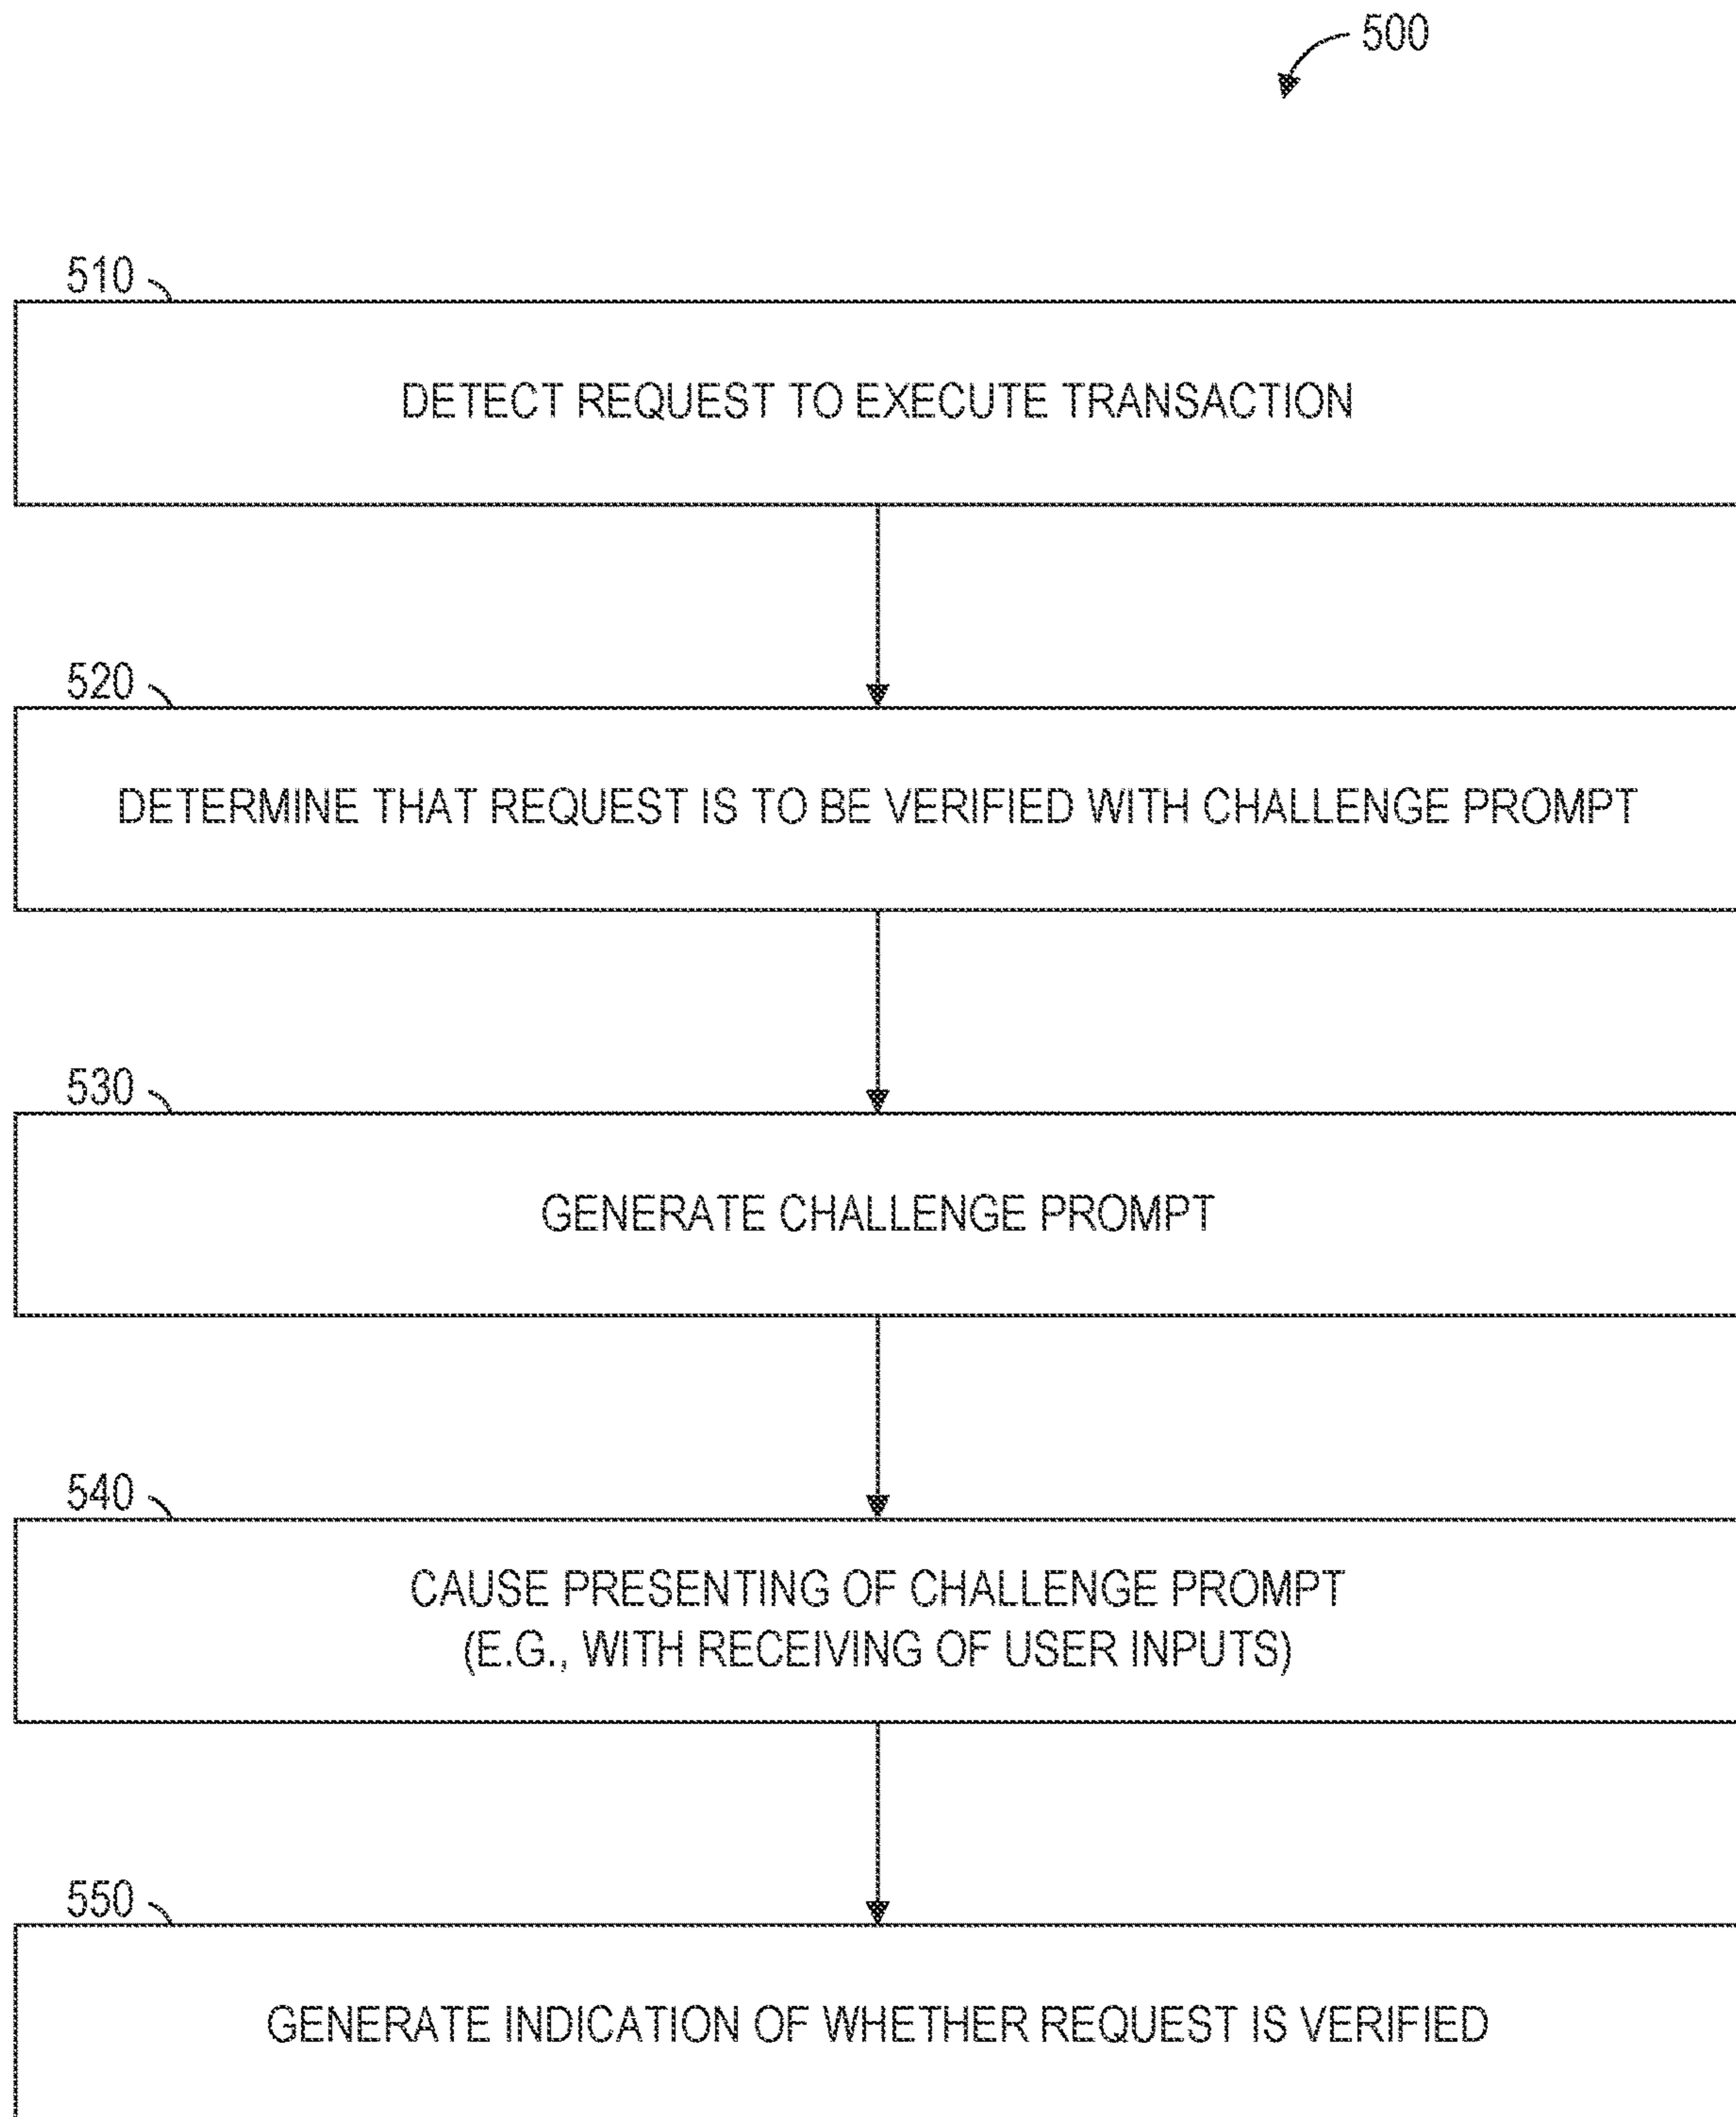 500
510
DETECT REQUEST TO EXECUTE TRANSACTION
520
DETERMINE THAT REQUEST IS TO BE VERIFIED WITH CHALLENGE PROMPT
530
GENERATE CHALLENGE PROMPT
540
CAUSE PRESENTING OF CHALLENGE PROMPT
(E.G., WITH RECEIVING OF USER INPUTS)
550
GENERATE INDICATION OF WHETHER REQUEST IS VERIFIED